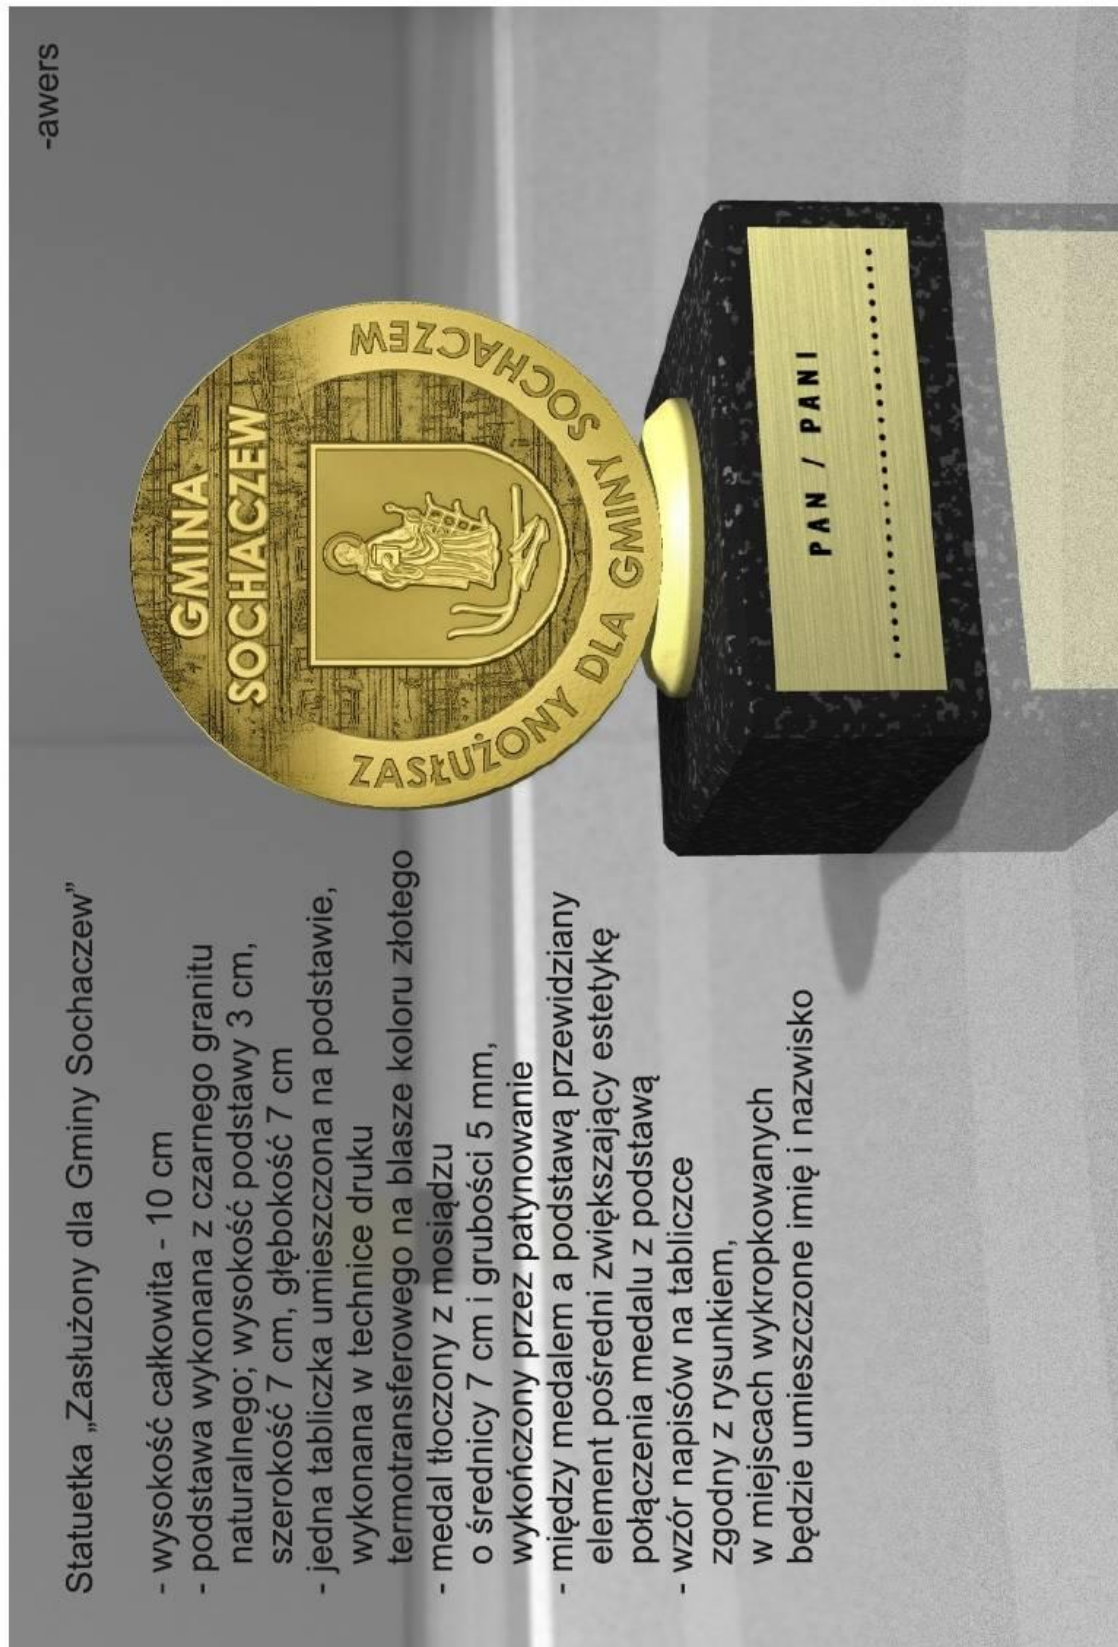 -awers
Statuetka „Zasłużony dla Gminy Sochaczew”
- wysokość całkowita - 10 cm
- podstawa wykonana z czarnego granitu
naturalnego; wysokość podstawy 3 cm,
szerokość 7 cm, głębokość 7 cm
- jedna tabliczka umieszczona na podstawie,
wykonana w technice druku
termotransferowego na blasze koloru złotego
- medal tłoczony z mosiądzu
o średnicy 7 cm i grubości 5 mm,
wykończony przez patynowanie
- między medalem a podstawą przewidziany
element pośredni zwiększający estetykę
połączenia medalu z podstawą
- wzór napisów na tabliczce
zgodny z rysunkiem,
w miejscach wykropkowanych
będzie umieszczone imię i nazwisko
GMINA
SOCHACZEW
ZASŁUŻONY DLA GMINY SOCHACZEW
PAN / PANI
........................................